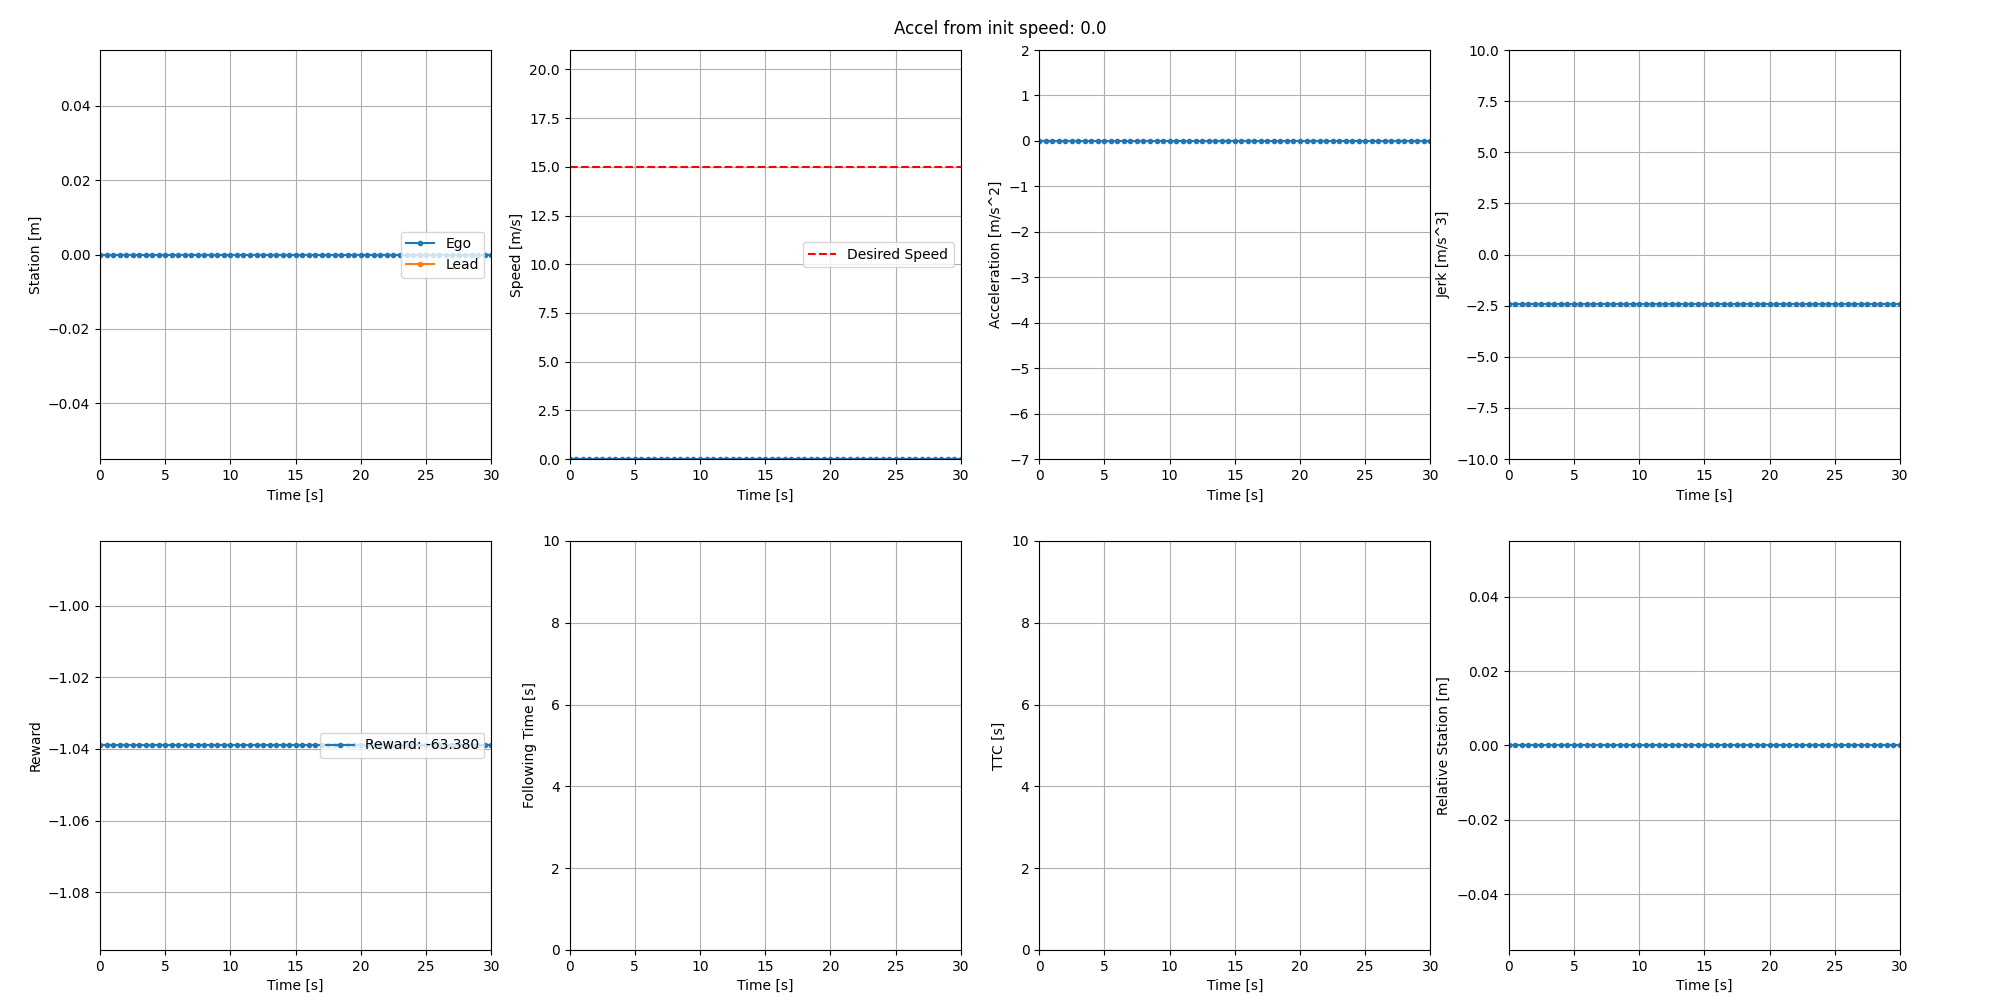 Accel from init speed: 0.0
Station [m]
0.04
0.02
0.00
−0.02
−0.04
0 5 10 15 20 25 30
Time [s]
Ego
Lead
Speed [m/s]
20.0
17.5
15.0
12.5
10.0
7.5
5.0
2.5
0.0
0 5 10 15 20 25 30
Time [s]
Desired Speed
Acceleration [m/s^2]
2
1
0
−1
−2
−3
−4
−5
−6
−7
0 5 10 15 20 25 30
Time [s]
Jerk [m/s^3]
10.0
7.5
5.0
2.5
0.0
−2.5
−5.0
−7.5
−10.0
0 5 10 15 20 25 30
Time [s]
Reward
−1.00
−1.02
−1.04
−1.06
−1.08
0 5 10 15 20 25 30
Time [s]
Reward: -63.380
Following Time [s]
10
8
6
4
2
0
0 5 10 15 20 25 30
Time [s]
TTC [s]
10
8
6
4
2
0
0 5 10 15 20 25 30
Time [s]
Relative Station [m]
0.04
0.02
0.00
−0.02
−0.04
0 5 10 15 20 25 30
Time [s]